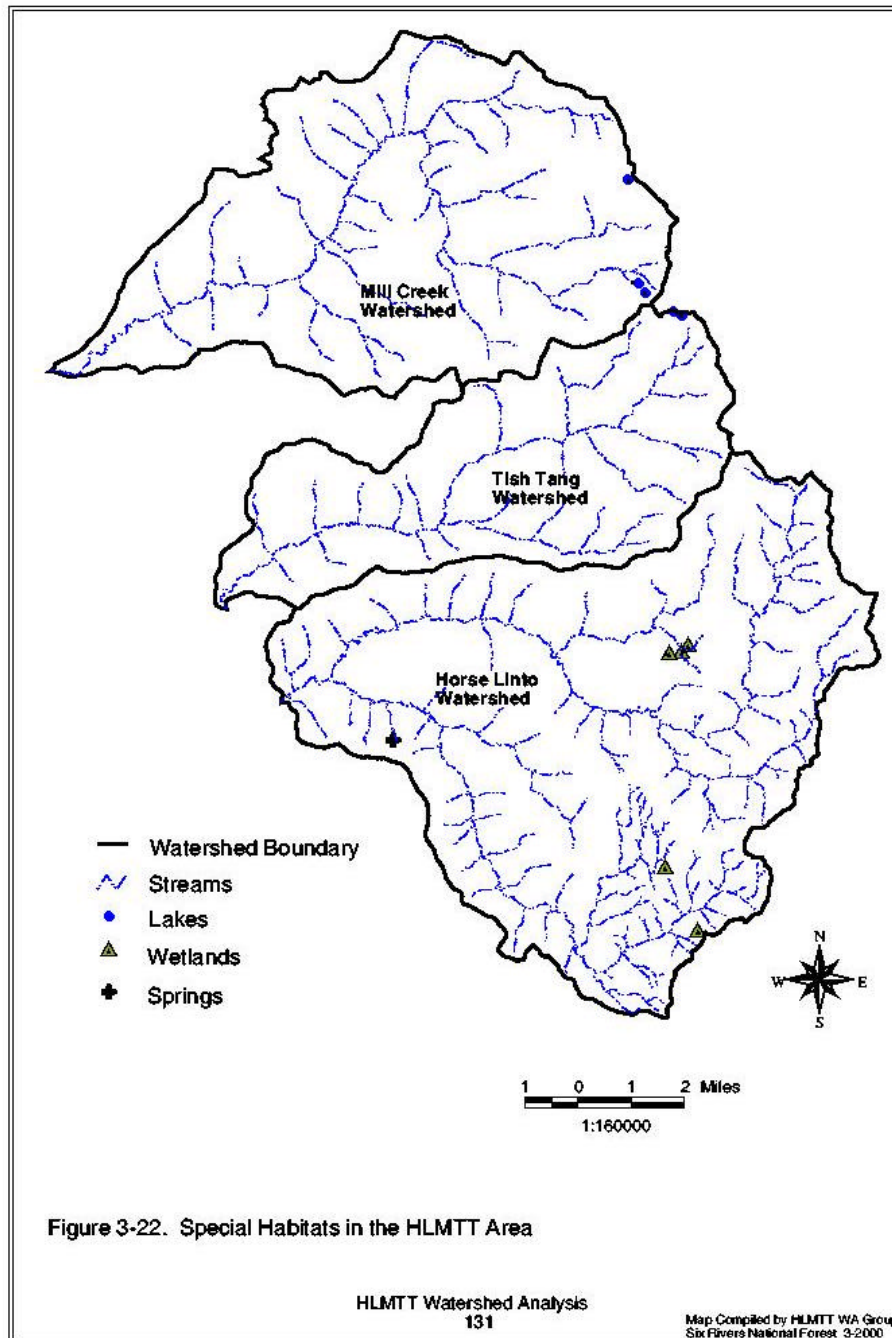 Mill Creek
Watershed
Tish Tang
Watershed
Horse Linto
Watershed
Watershed Boundary
Streams
Lakes
Wetlands
Springs
N
W E
S
1 0 1 2 Miles
1:160000
Figure 3-22. Special Habitats in the HLMTT Area
HLMTT Watershed Analysis
131
Map Compiled by HLMTT WA Grou
Six Rivers National Forest 3-2000